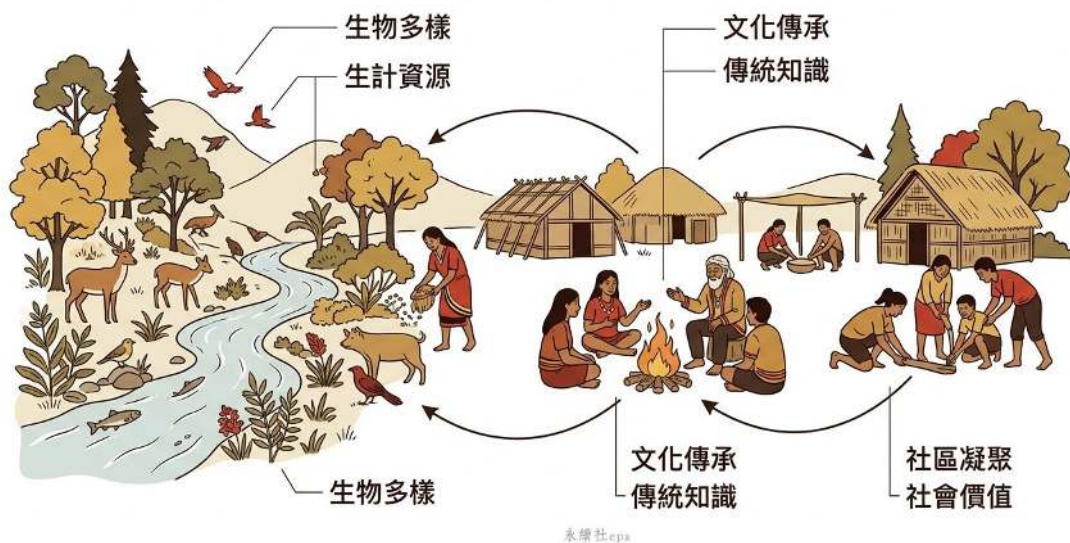 生物多樣
生計資源
文化傳承
傳統知識
生物多樣
文化傳承
傳統知識
社區凝聚
社會價值
永續社epa